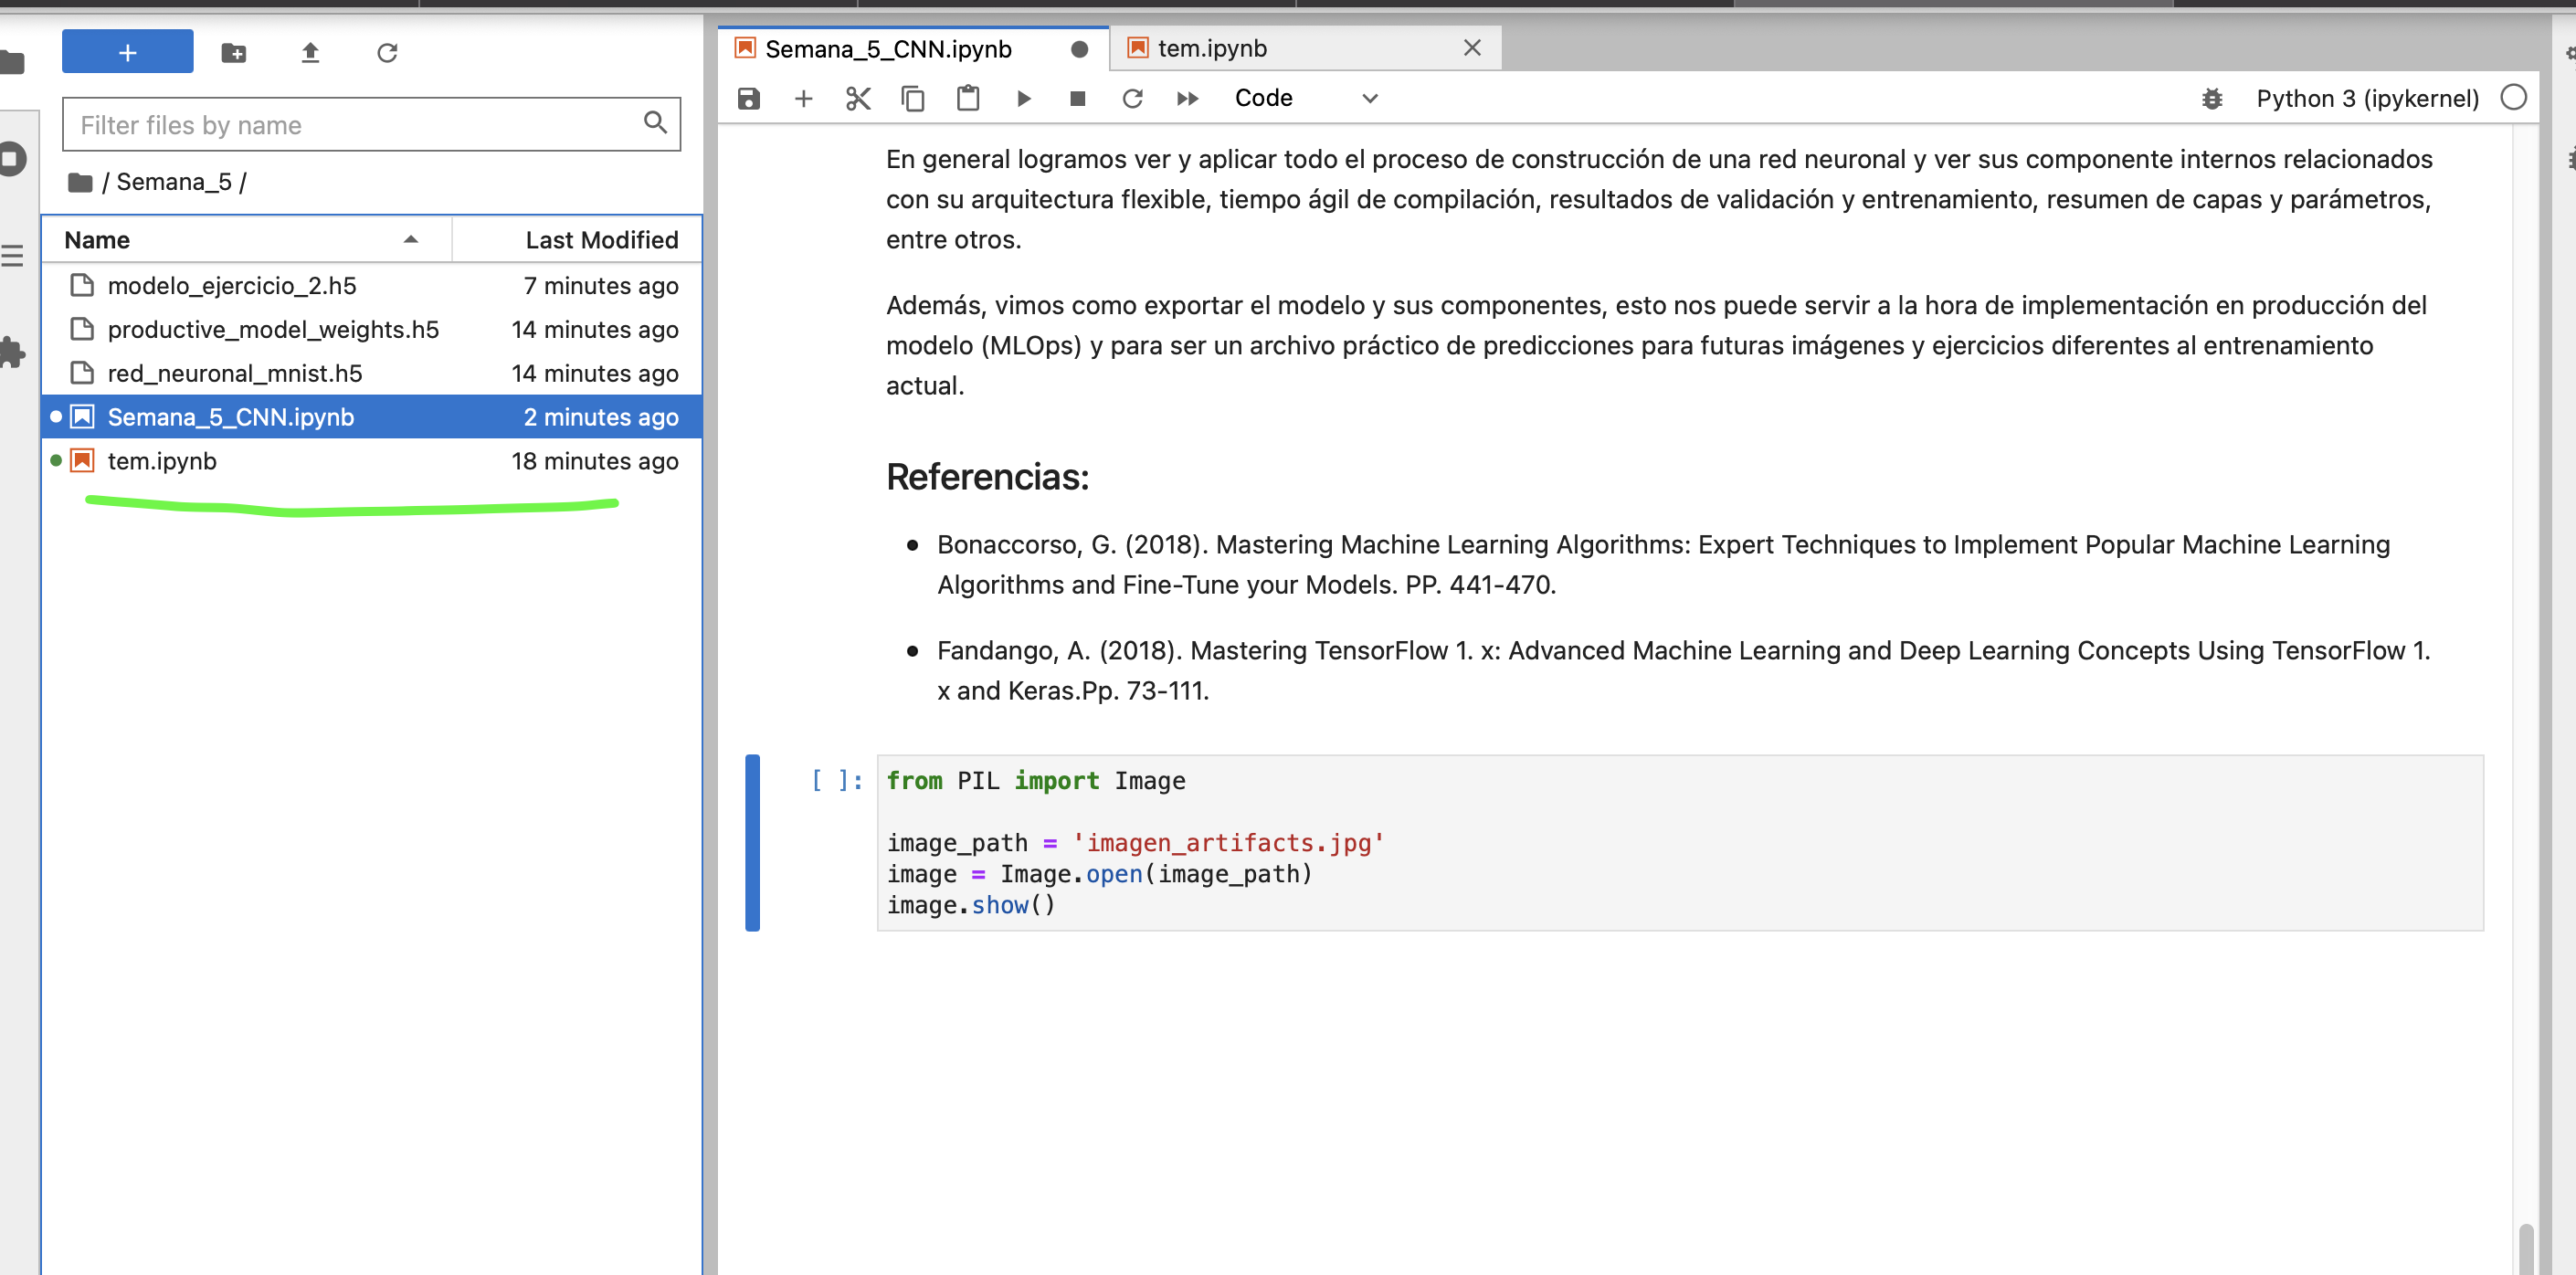 Semana_5_CNN.ipynb
tem.ipynb
Filter files by name
Code
Python 3 (ipykernel)
/ Semana_5 /
Name Last Modified
modelo_ejercicio_2.h5 7 minutes ago
productive_model_weights.h5 14 minutes ago
red_neuronal_mnist.h5 14 minutes ago
Semana_5_CNN.ipynb 2 minutes ago
tem.ipynb 18 minutes ago
En general logramos ver y aplicar todo el proceso de construcción de una red neuronal y ver sus componente internos relacionados
con su arquitectura flexible, tiempo ágil de compilación, resultados de validación y entrenamiento, resumen de capas y parámetros,
entre otros.
Además, vimos como exportar el modelo y sus componentes, esto nos puede servir a la hora de implementación en producción del
modelo (MLOps) y para ser un archivo práctico de predicciones para futuras imágenes y ejercicios diferentes al entrenamiento
actual.
Referencias:
• Bonaccorso, G. (2018). Mastering Machine Learning Algorithms: Expert Techniques to Implement Popular Machine Learning
Algorithms and Fine-Tune your Models. PP. 441-470.
• Fandango, A. (2018). Mastering TensorFlow 1. x: Advanced Machine Learning and Deep Learning Concepts Using TensorFlow 1.
x and Keras.Pp. 73-111.
[ ]: from PIL import Image
image_path = 'imagen_artifacts.jpg'
image = Image.open(image_path)
image.show()